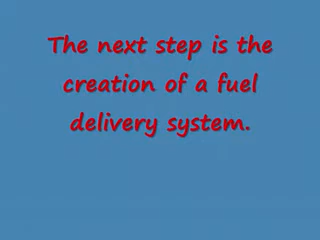 The next step is the
creation of a fuel
delivery system.